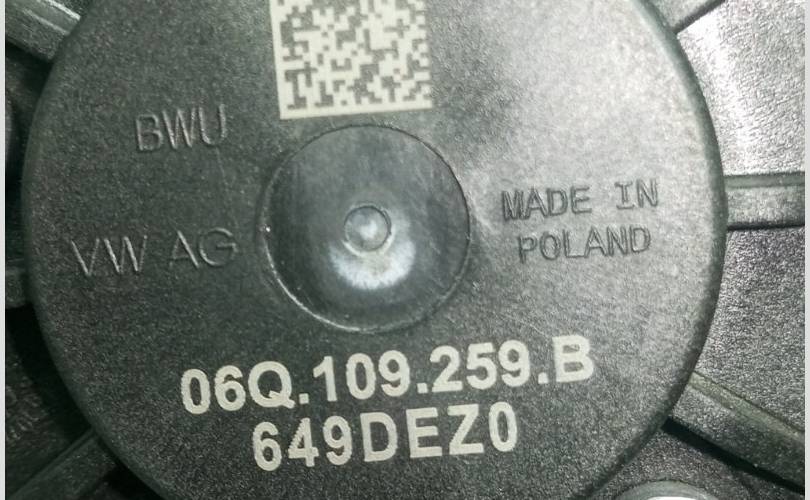 BWU
VW AG
MADE IN
POLAND
06Q.109.259.B
649DEZ0